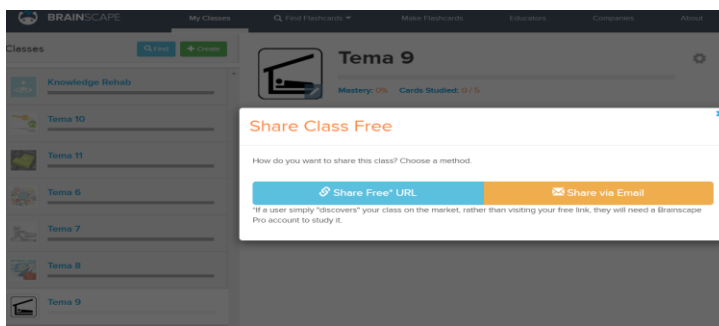 BRAINSCAPE My Classes Find Flashcards Make Flashcards Educators Companies About
Classes Find + Create
Knowledge Rehab
Tema 10
Tema 11
Tema 6
Tema 7
Tema 8
Tema 9
Tema 9
Mastery: 0% Cards Studied: 0 /
Share Class Free
x
How do you want to share this class? Choose a method.
Share Free* URL Share via Email
*If a user simply "discovers" your class on the market, rather than visiting your free link, they will need a Brainscape
Pro account to study it.